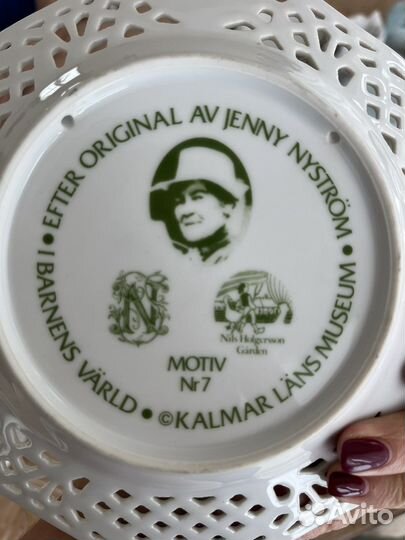 • EFTER ORIGINAL AV JENNY NYSTRÖM •
I BARNENS VÄRLD • © KALMAR LÄNS MUSEUM •
N
Nils Holgersson
Gården
MOTIV
Nr 7
Avito